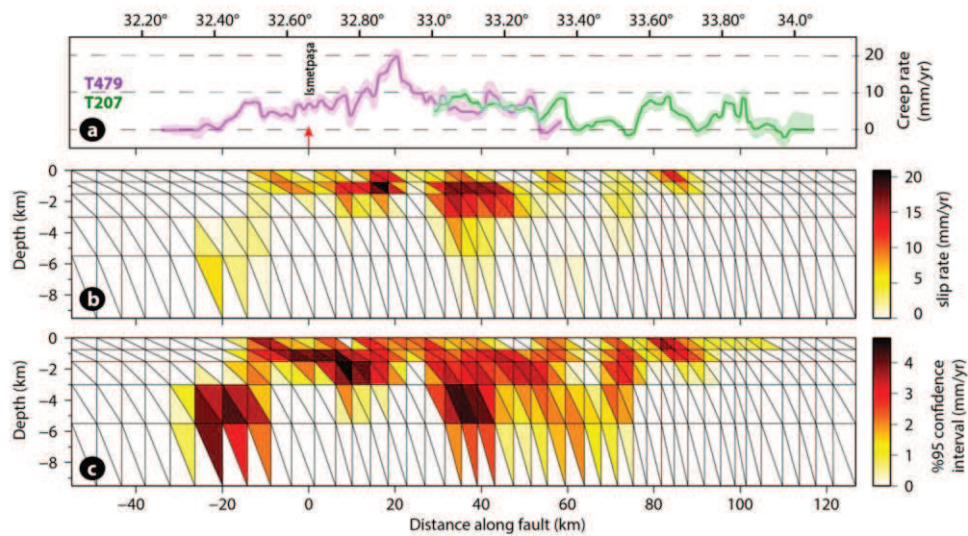 32.20° 32.40° 32.60° 32.80° 33.0° 33.20° 33.40° 33.60° 33.80° 34.0°
T479
T207
a
İsmetpaşa
20
10
0
Creep rate
(mm/yr)
0
−2
−4
−6
−8
Depth (km)
b
20
15
10
5
0
slip rate (mm/yr)
0
−2
−4
−6
−8
Depth (km)
c
4
3
2
1
0
%95 confidence
interval (mm/yr)
−40 −20 0 20 40 60 80 100 120
Distance along fault (km)